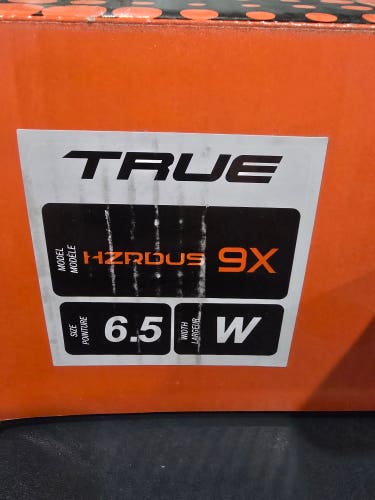 TRUE
MODEL
MODÈLE
HZRDUS 9X
SIZE
POINTURE
6.5
WIDTH
LARGEUR
W